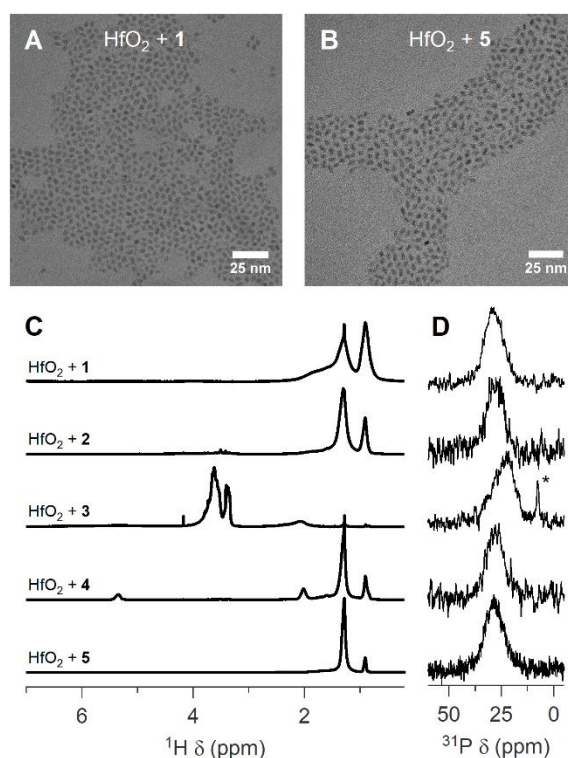 A HfO₂ + 1
25 nm
B HfO₂ + 5
25 nm
C
HfO₂ + 1
HfO₂ + 2
HfO₂ + 3
HfO₂ + 4
HfO₂ + 5
6 4 2
¹H δ (ppm)
D
*
50 25 0
³¹P δ (ppm)